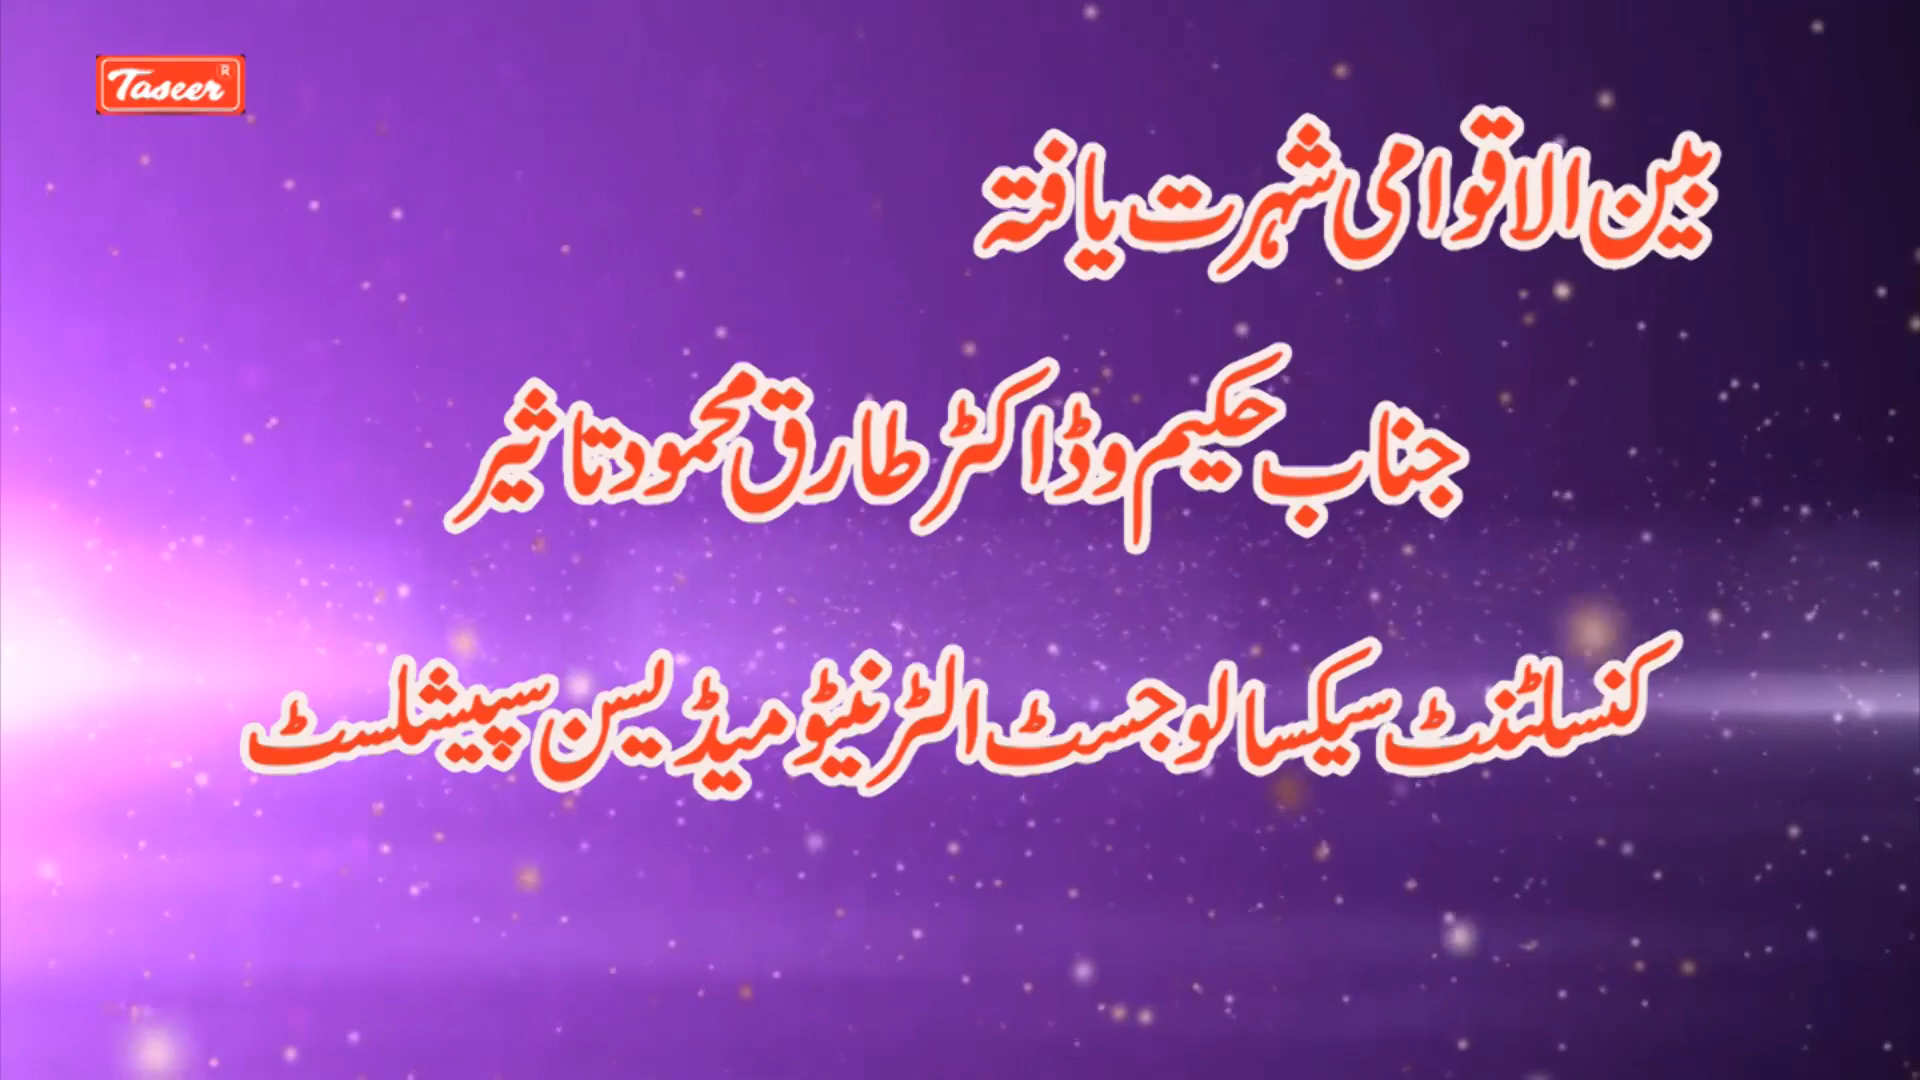 Taseer®
بین الاقوامی شہرت یافتہ
جناب حکیم وڈاکٹر طارق محمود تاثیر
کنسلٹنٹ سیکسالوجسٹ الٹرنیٹو میڈیسن سپیشلسٹ